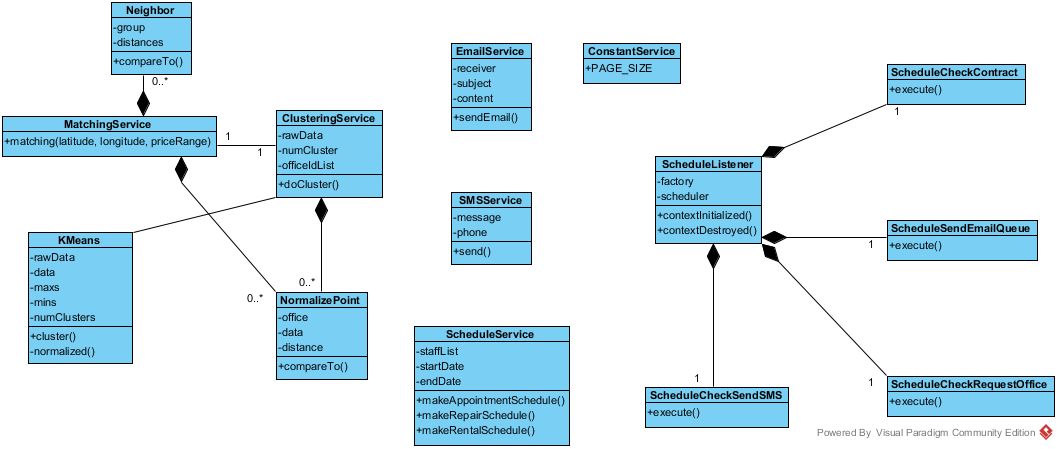 Neighbor
-group
-distances
+compareTo()
0..*
MatchingService
+matching(latitude, longitude, priceRange)
1
1
ClusteringService
-rawData
-numCluster
-officeIdList
+doCluster()
KMeans
-rawData
-data
-maxs
-mins
-numClusters
+cluster()
-normalized()
0..*
0..*
NormalizePoint
-office
-data
-distance
+compareTo()
EmailService
-receiver
-subject
-content
+sendEmail()
ConstantService
+PAGE_SIZE
SMSService
-message
-phone
+send()
ScheduleService
-staffList
-startDate
-endDate
+makeAppointmentSchedule()
+makeRepairSchedule()
+makeRentalSchedule()
ScheduleCheckContract
+execute()
1
ScheduleListener
-factory
-scheduler
+contextInitialized()
+contextDestroyed()
ScheduleSendEmailQueue
+execute()
1
1
ScheduleCheckSendSMS
+execute()
1
ScheduleCheckRequestOffice
+execute()
Powered By Visual Paradigm Community Edition